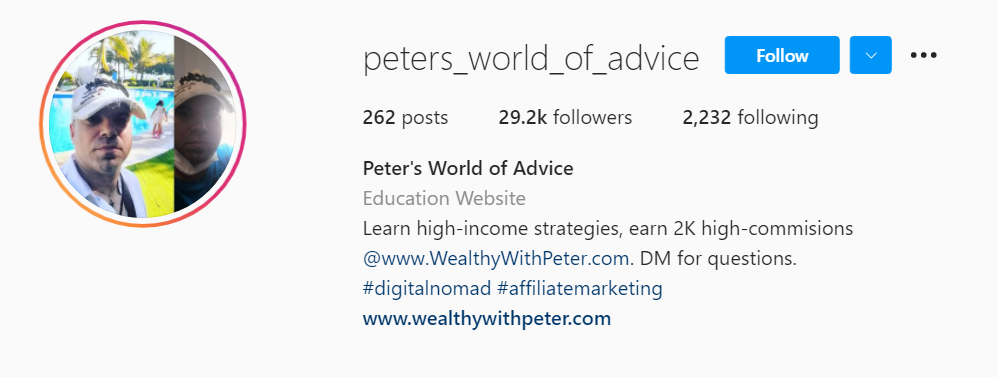 peters_world_of_advice Follow
262 posts 29.2k followers 2,232 following
Peter's World of Advice
Education Website
Learn high-income strategies, earn 2K high-commisions
@www.WealthyWithPeter.com. DM for questions.
#digitalnomad #affiliatemarketing
www.wealthywithpeter.com